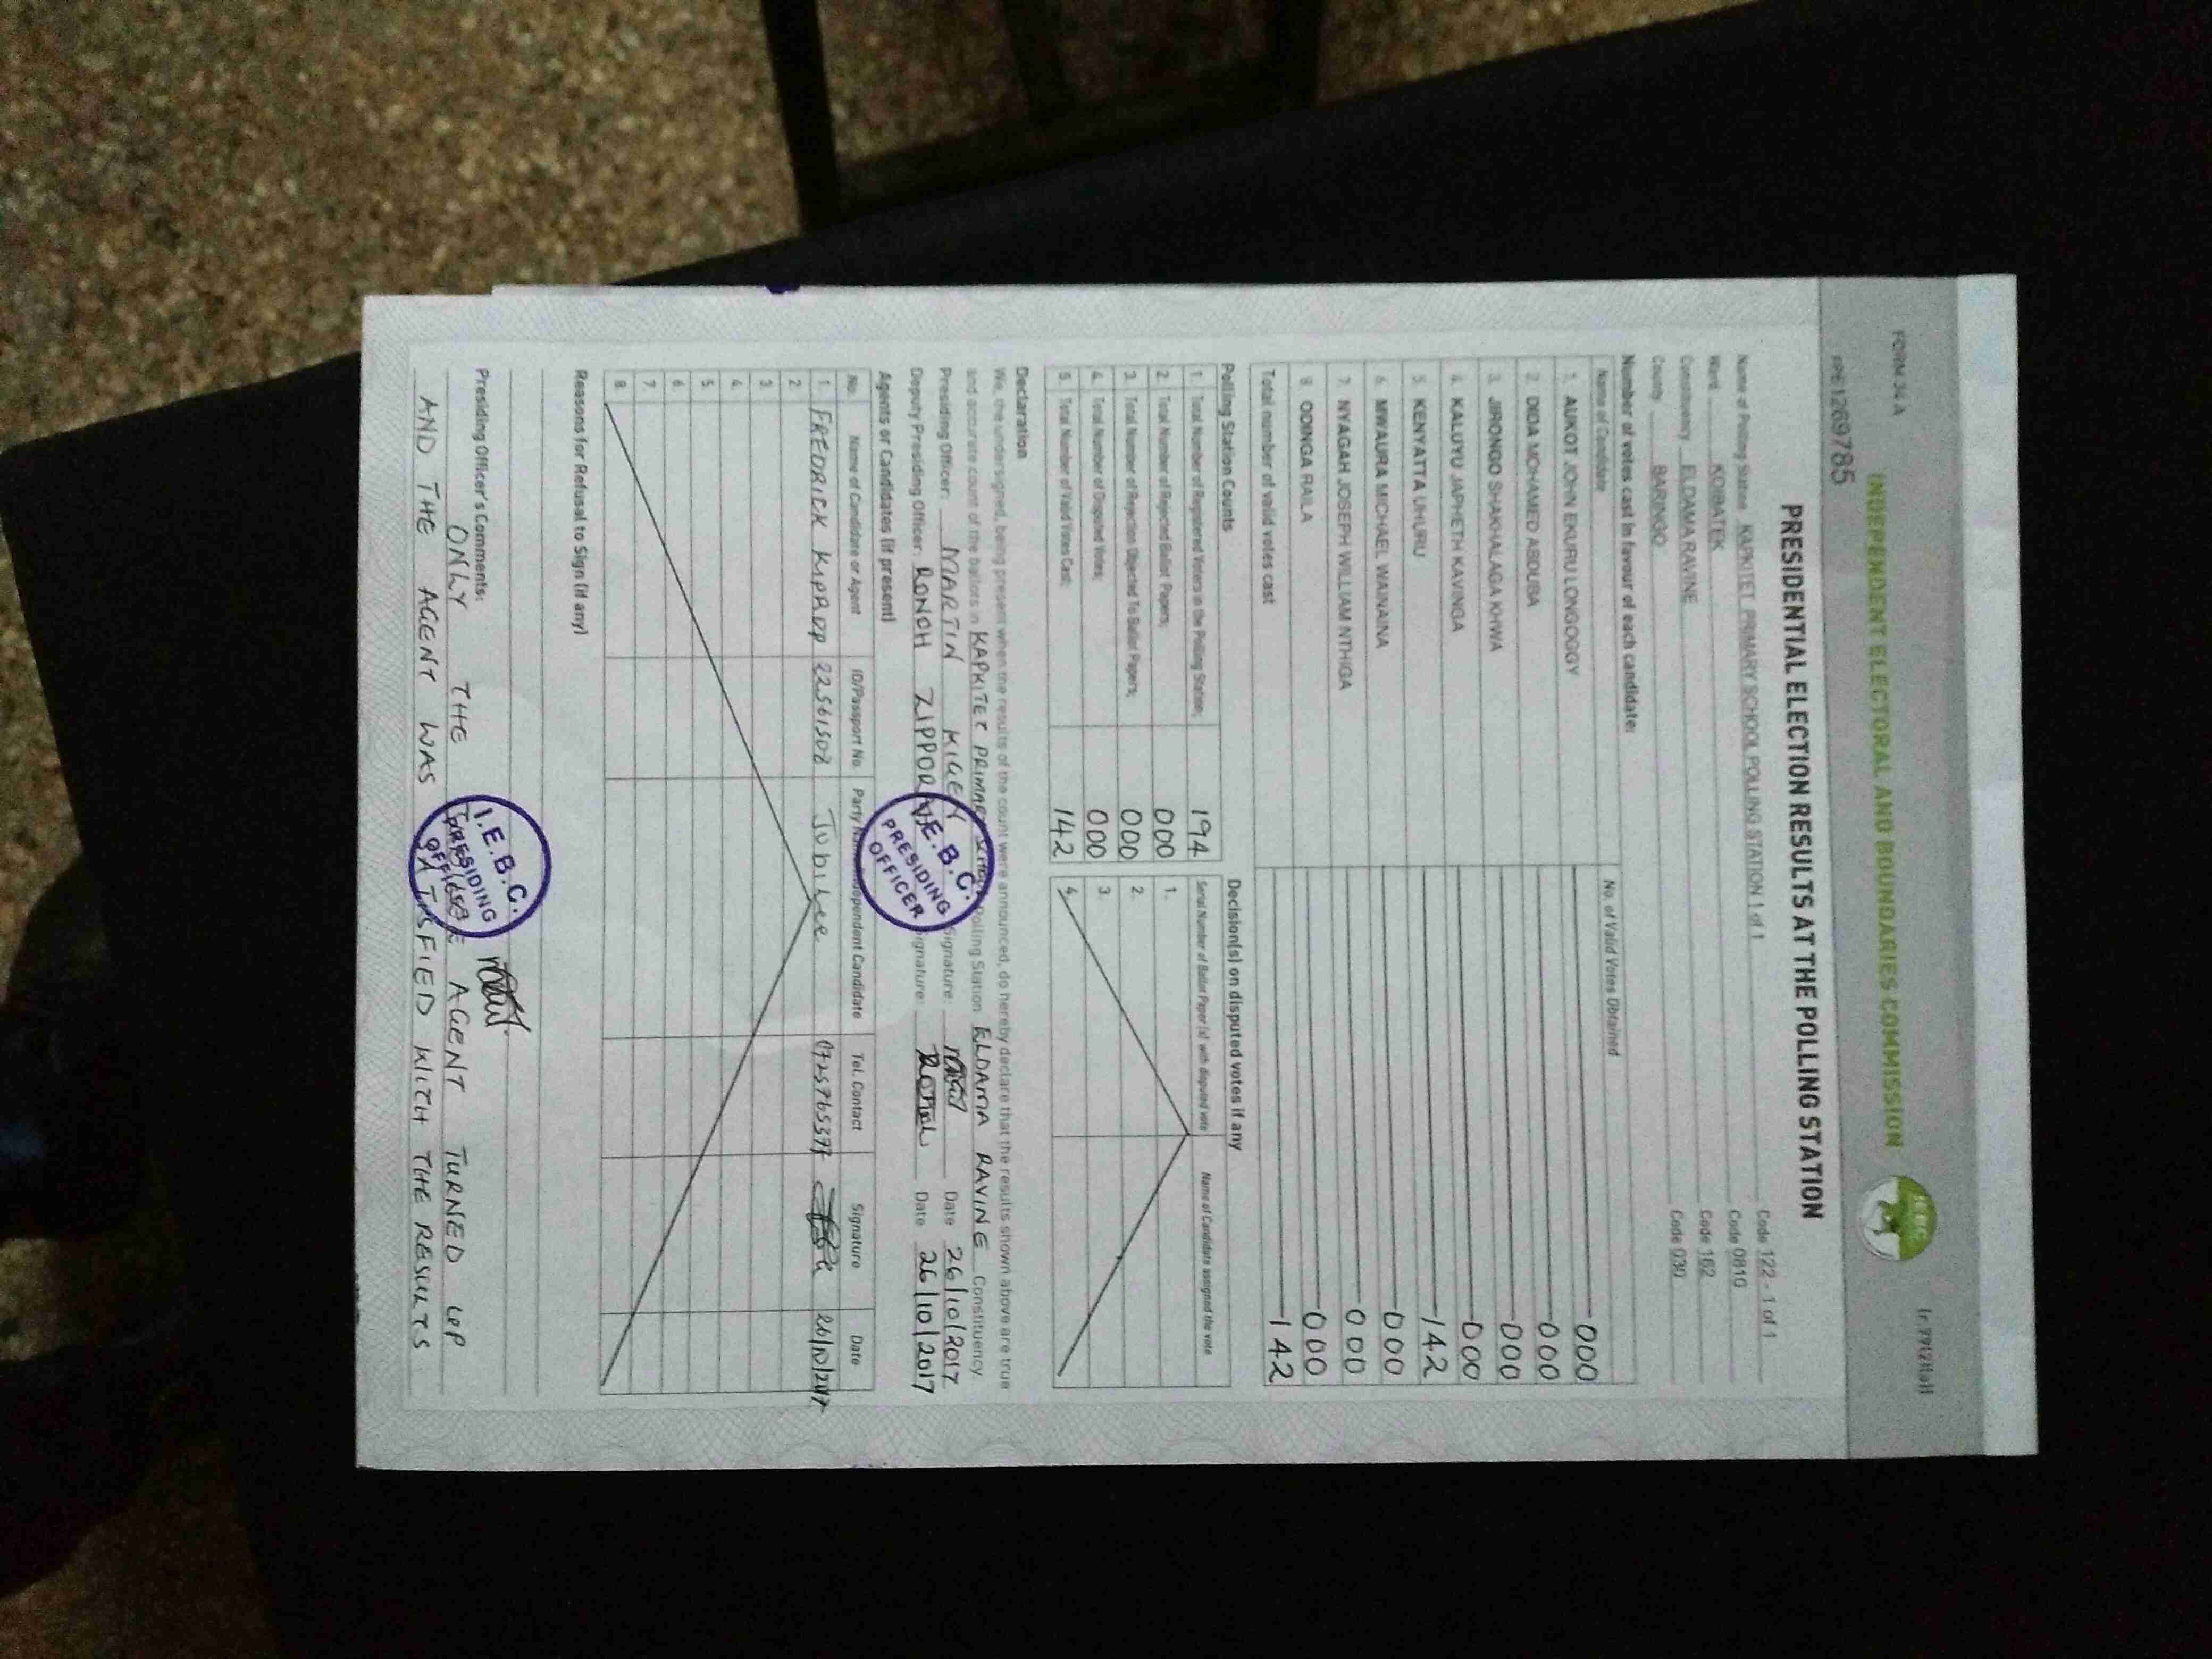 FORM 34 A
INDEPENDENT ELECTORAL AND BOUNDARIES COMMISSION
PRESIDENTIAL ELECTION RESULTS AT THE POLLING STATION
Name of Polling Station KAPKITET PRIMARY SCHOOL POLLING STATION 1 of 1 Code 122 - 1 of 1
Ward KOIBATEK Code 0810
Constituency ELDAMA RAVINE Code 162
County BARINGO Code 030
Number of votes cast in favour of each candidate:
Name of Candidate No. of Valid Votes Obtained
1. AUKOT JOHN EKURU LONGOGGY 000
2. DIDA MOHAMED ABDUBA 000
3. JIRONGO SHAKHALAGA KHWA 000
4. KALUYU JAPHETH KAVINGA 000
5. KENYATTA UHURU 142
6. MWAURA MICHAEL WAINAINA 000
7. NYAGAH JOSEPH WILLIAM NTHIGA 000
8. ODINGA RAILA 000
Total number of valid votes cast 142
Polling Station Counts Decision(s) on disputed votes if any
1. Total Number of Registered Voters in the Polling Station; 194 Serial Number of Ballot Paper (s) with disputed vote Name of Candidate assigned the vote
2. Total Number of Rejected Ballot Papers; 000 1.
3. Total Number of Rejection Objected To Ballot Papers; 000 2.
4. Total Number of Disputed Votes; 000 3.
5. Total Number of Valid Votes Cast; 142 4.
Declaration
We, the undersigned, being present when the results of the count were announced, do hereby declare that the results shown above are true
and accurate count of the ballots in KAPKITET PRIMARY SCHOOL Polling Station ELDAMA RAVINE Constituency.
Presiding Officer: MARTIN KIGEN Signature: Date 26/10/2017
Deputy Presiding Officer: RONOH ZIPPORA Signature: Ronoh Date 26/10/2017
I.E.B.C. PRESIDING OFFICER
Agents or Candidates (if present)
No. Name of Candidate or Agent ID/Passport No. Party Name/Independent Candidate Tel. Contact Signature Date
1. FREDRICK KIPROP 22561508 Jubilee 0725765377 26/10/2017
2.
3.
4.
5.
6.
7.
8.
Reasons for Refusal to Sign (if any)
Presiding Officer's Comments:
ONLY THE AGENT TURNED UP
AND THE AGENT WAS SATISFIED WITH THE RESULTS
I.E.B.C. PRESIDING OFFICER